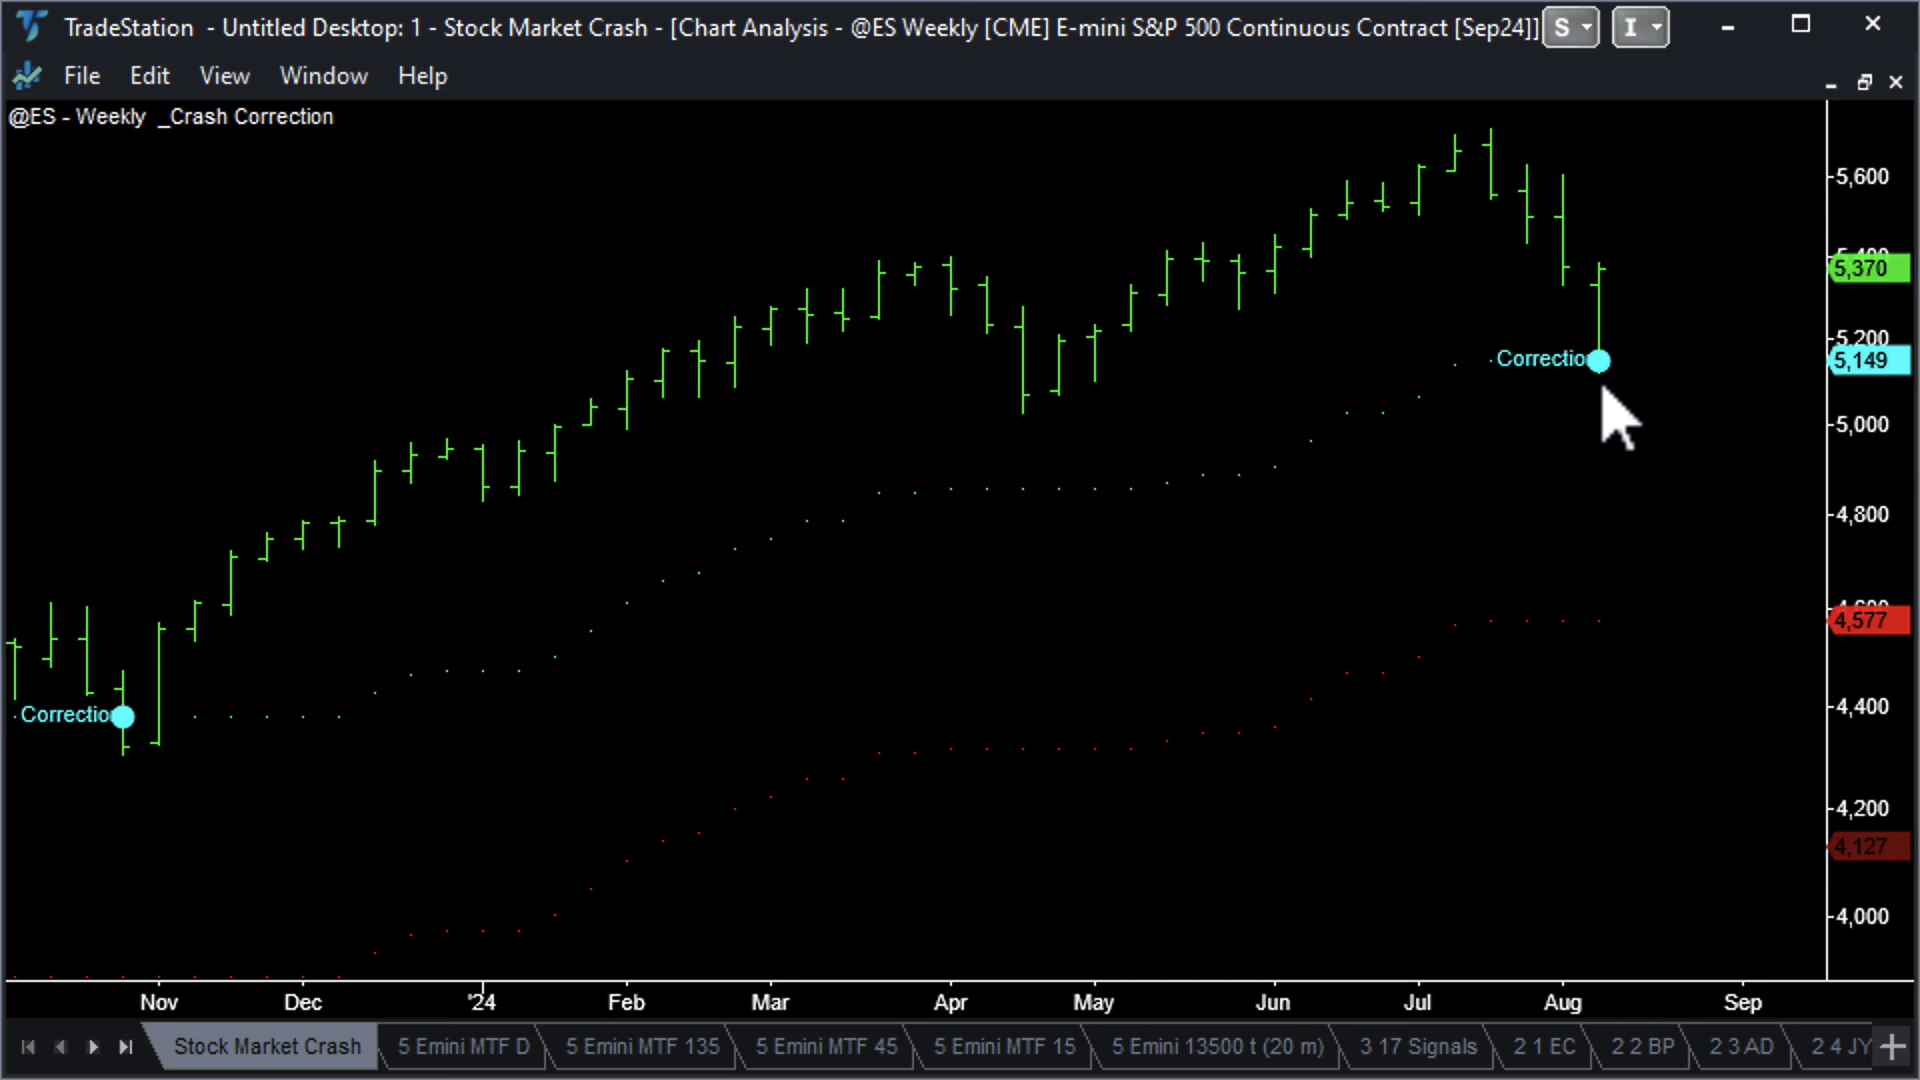 TradeStation - Untitled Desktop: 1 - Stock Market Crash - [Chart Analysis - @ES Weekly [CME] E-mini S&P 500 Continuous Contract [Sep24]]
S
I
File Edit View Window Help
@ES - Weekly _Crash Correction
5,600
5,400
5,370
5,200
Correctio
5,149
5,000
4,800
4,600
4,577
Correctio
4,400
4,200
4,127
4,000
Nov Dec '24 Feb Mar Apr May Jun Jul Aug Sep
Stock Market Crash 5 Emini MTF D 5 Emini MTF 135 5 Emini MTF 45 5 Emini MTF 15 5 Emini 13500 t (20 m) 3 17 Signals 2 1 EC 2 2 BP 2 3 AD 2 4 JY